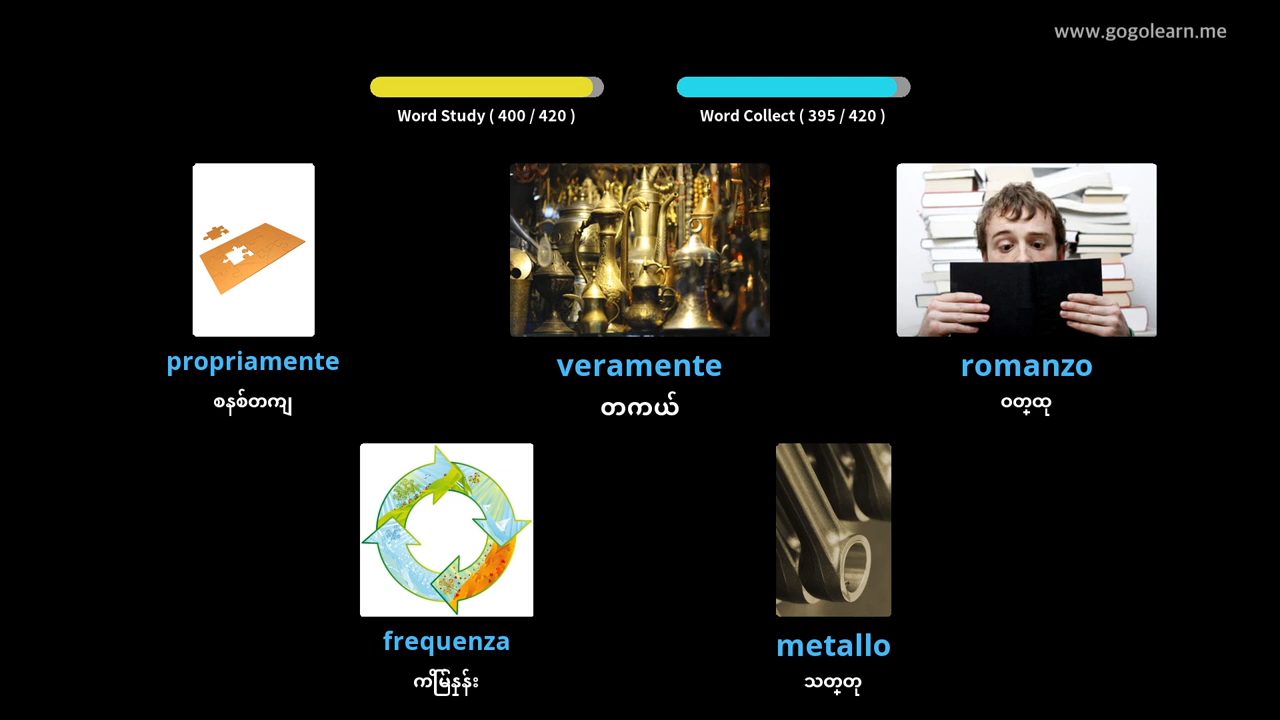 www.gogolearn.me
Word Study ( 400 / 420 )
Word Collect ( 395 / 420 )
propriamente
စနစ်တကျ
veramente
တကယ်
romanzo
ဝတ္ထု
frequenza
ကြိမ်နှုန်း
metallo
သတ္တု